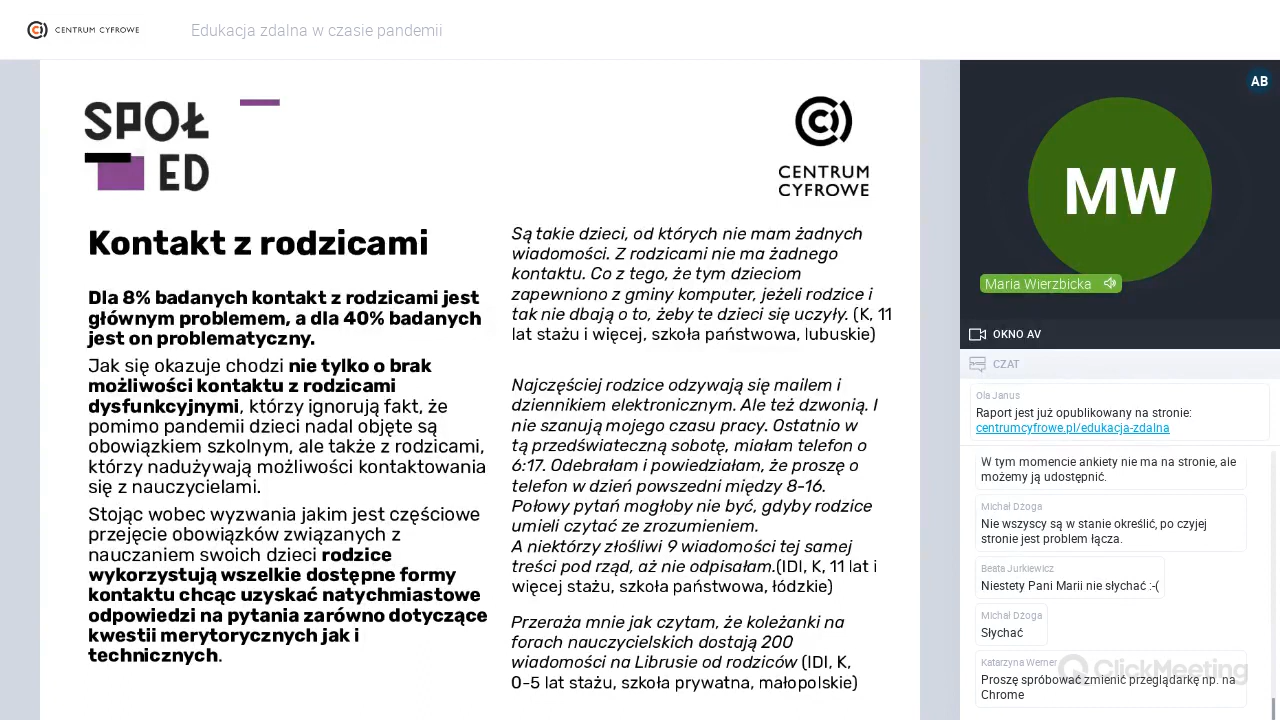 CENTRUM CYFROWE
Edukacja zdalna w czasie pandemii
SPOŁ
ED
CENTRUM
CYFROWE
Kontakt z rodzicami
Dla 8% badanych kontakt z rodzicami jest
głównym problemem, a dla 40% badanych
jest on problematyczny.
Jak się okazuje chodzi nie tylko o brak
możliwości kontaktu z rodzicami
dysfunkcyjnymi, którzy ignorują fakt, że
pomimo pandemii dzieci nadal objęte są
obowiązkiem szkolnym, ale także z rodzicami,
którzy nadużywają możliwości kontaktowania
się z nauczycielami.
Stojąc wobec wyzwania jakim jest częściowe
przejęcie obowiązków związanych z
nauczaniem swoich dzieci rodzice
wykorzystują wszelkie dostępne formy
kontaktu chcąc uzyskać natychmiastowe
odpowiedzi na pytania zarówno dotyczące
kwestii merytorycznych jak i
technicznych.
Są takie dzieci, od których nie mam żadnych
wiadomości. Z rodzicami nie ma żadnego
kontaktu. Co z tego, że tym dzieciom
zapewniono z gminy komputer, jeżeli rodzice i
tak nie dbają o to, żeby te dzieci się uczyły. (K, 11
lat stażu i więcej, szkoła państwowa, lubuskie)
Najczęściej rodzice odzywają się mailem i
dziennikiem elektronicznym. Ale też dzwonią. I
nie szanują mojego czasu pracy. Ostatnio w
tą przedświateczną sobotę, miałam telefon o
6:17. Odebrałam i powiedziałam, że proszę o
telefon w dzień powszedni między 8-16.
Połowy pytań mogłoby nie być, gdyby rodzice
umieli czytać ze zrozumieniem.
A niektórzy złośliwi 9 wiadomości tej samej
treści pod rząd, aż nie odpisałam.(IDI, K, 11 lat i
więcej stażu, szkoła państwowa, łódzkie)
Przeraża mnie jak czytam, że koleżanki na
forach nauczycielskich dostają 200
wiadomości na Librusie od rodziców (IDI, K,
0-5 lat stażu, szkoła prywatna, małopolskie)
AB
MW
Maria Wierzbicka
OKNO AV
CZAT
Ola Janus
Raport jest już opublikowany na stronie:
centrumcyfrowe.pl/edukacja-zdalna
W tym momencie ankiety nie ma na stronie, ale
możemy ją udostępnić.
Michał Dżoga
Nie wszyscy są w stanie określić, po czyjej
stronie jest problem łącza.
Beata Jurkiewicz
Niestety Pani Marii nie słychać :-(
Michał Dżoga
Słychać
Katarzyna Werner
Proszę spróbować zmienić przeglądarkę np. na
Chrome
ClickMeeting